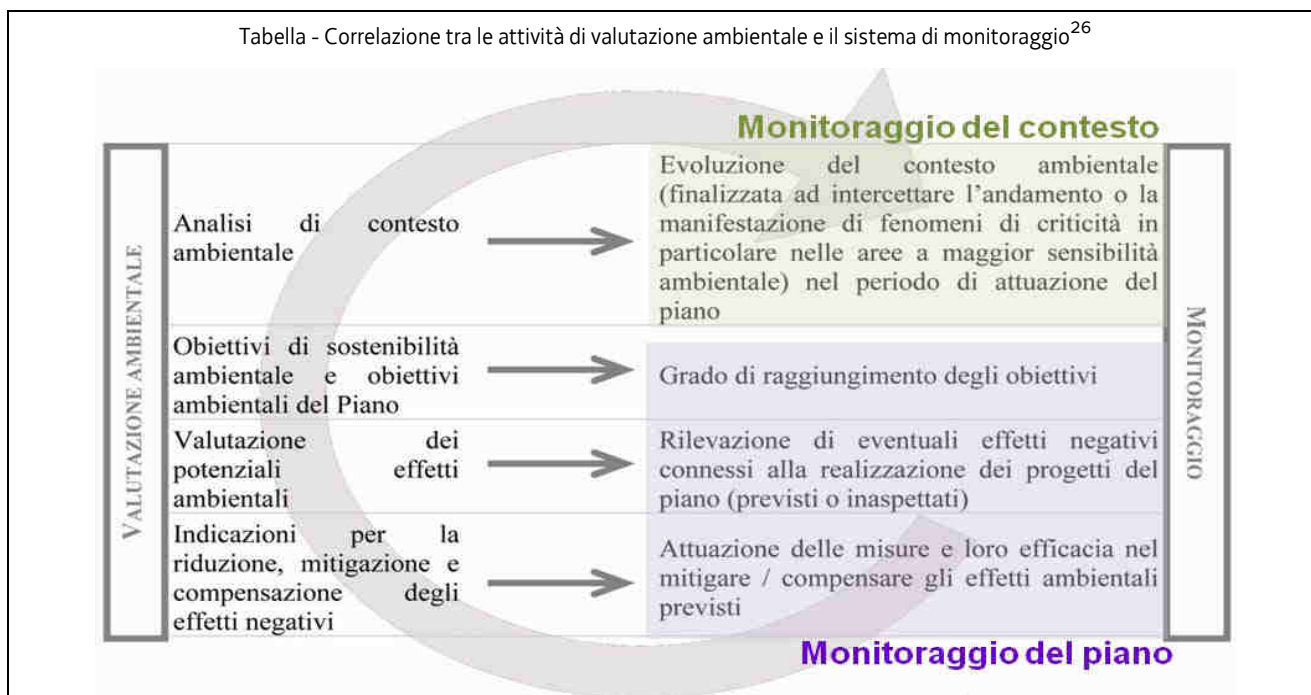 Tabella - Correlazione tra le attività di valutazione ambientale e il sistema di monitoraggio26
Monitoraggio del contesto
VALUTAZIONE AMBIENTALE
Analisi di contesto
ambientale
Evoluzione del contesto ambientale
(finalizzata ad intercettare l'andamento o la
manifestazione di fenomeni di criticità in
particolare nelle aree a maggior sensibilità
ambientale) nel periodo di attuazione del
piano
Obiettivi di sostenibilità
ambientale e obiettivi
ambientali del Piano
Grado di raggiungimento degli obiettivi
Valutazione dei
potenziali effetti
ambientali
Rilevazione di eventuali effetti negativi
connessi alla realizzazione dei progetti del
piano (previsti o inaspettati)
Indicazioni per la
riduzione, mitigazione e
compensazione degli
effetti negativi
Attuazione delle misure e loro efficacia nel
mitigare / compensare gli effetti ambientali
previsti
MONITORAGGIO
Monitoraggio del piano